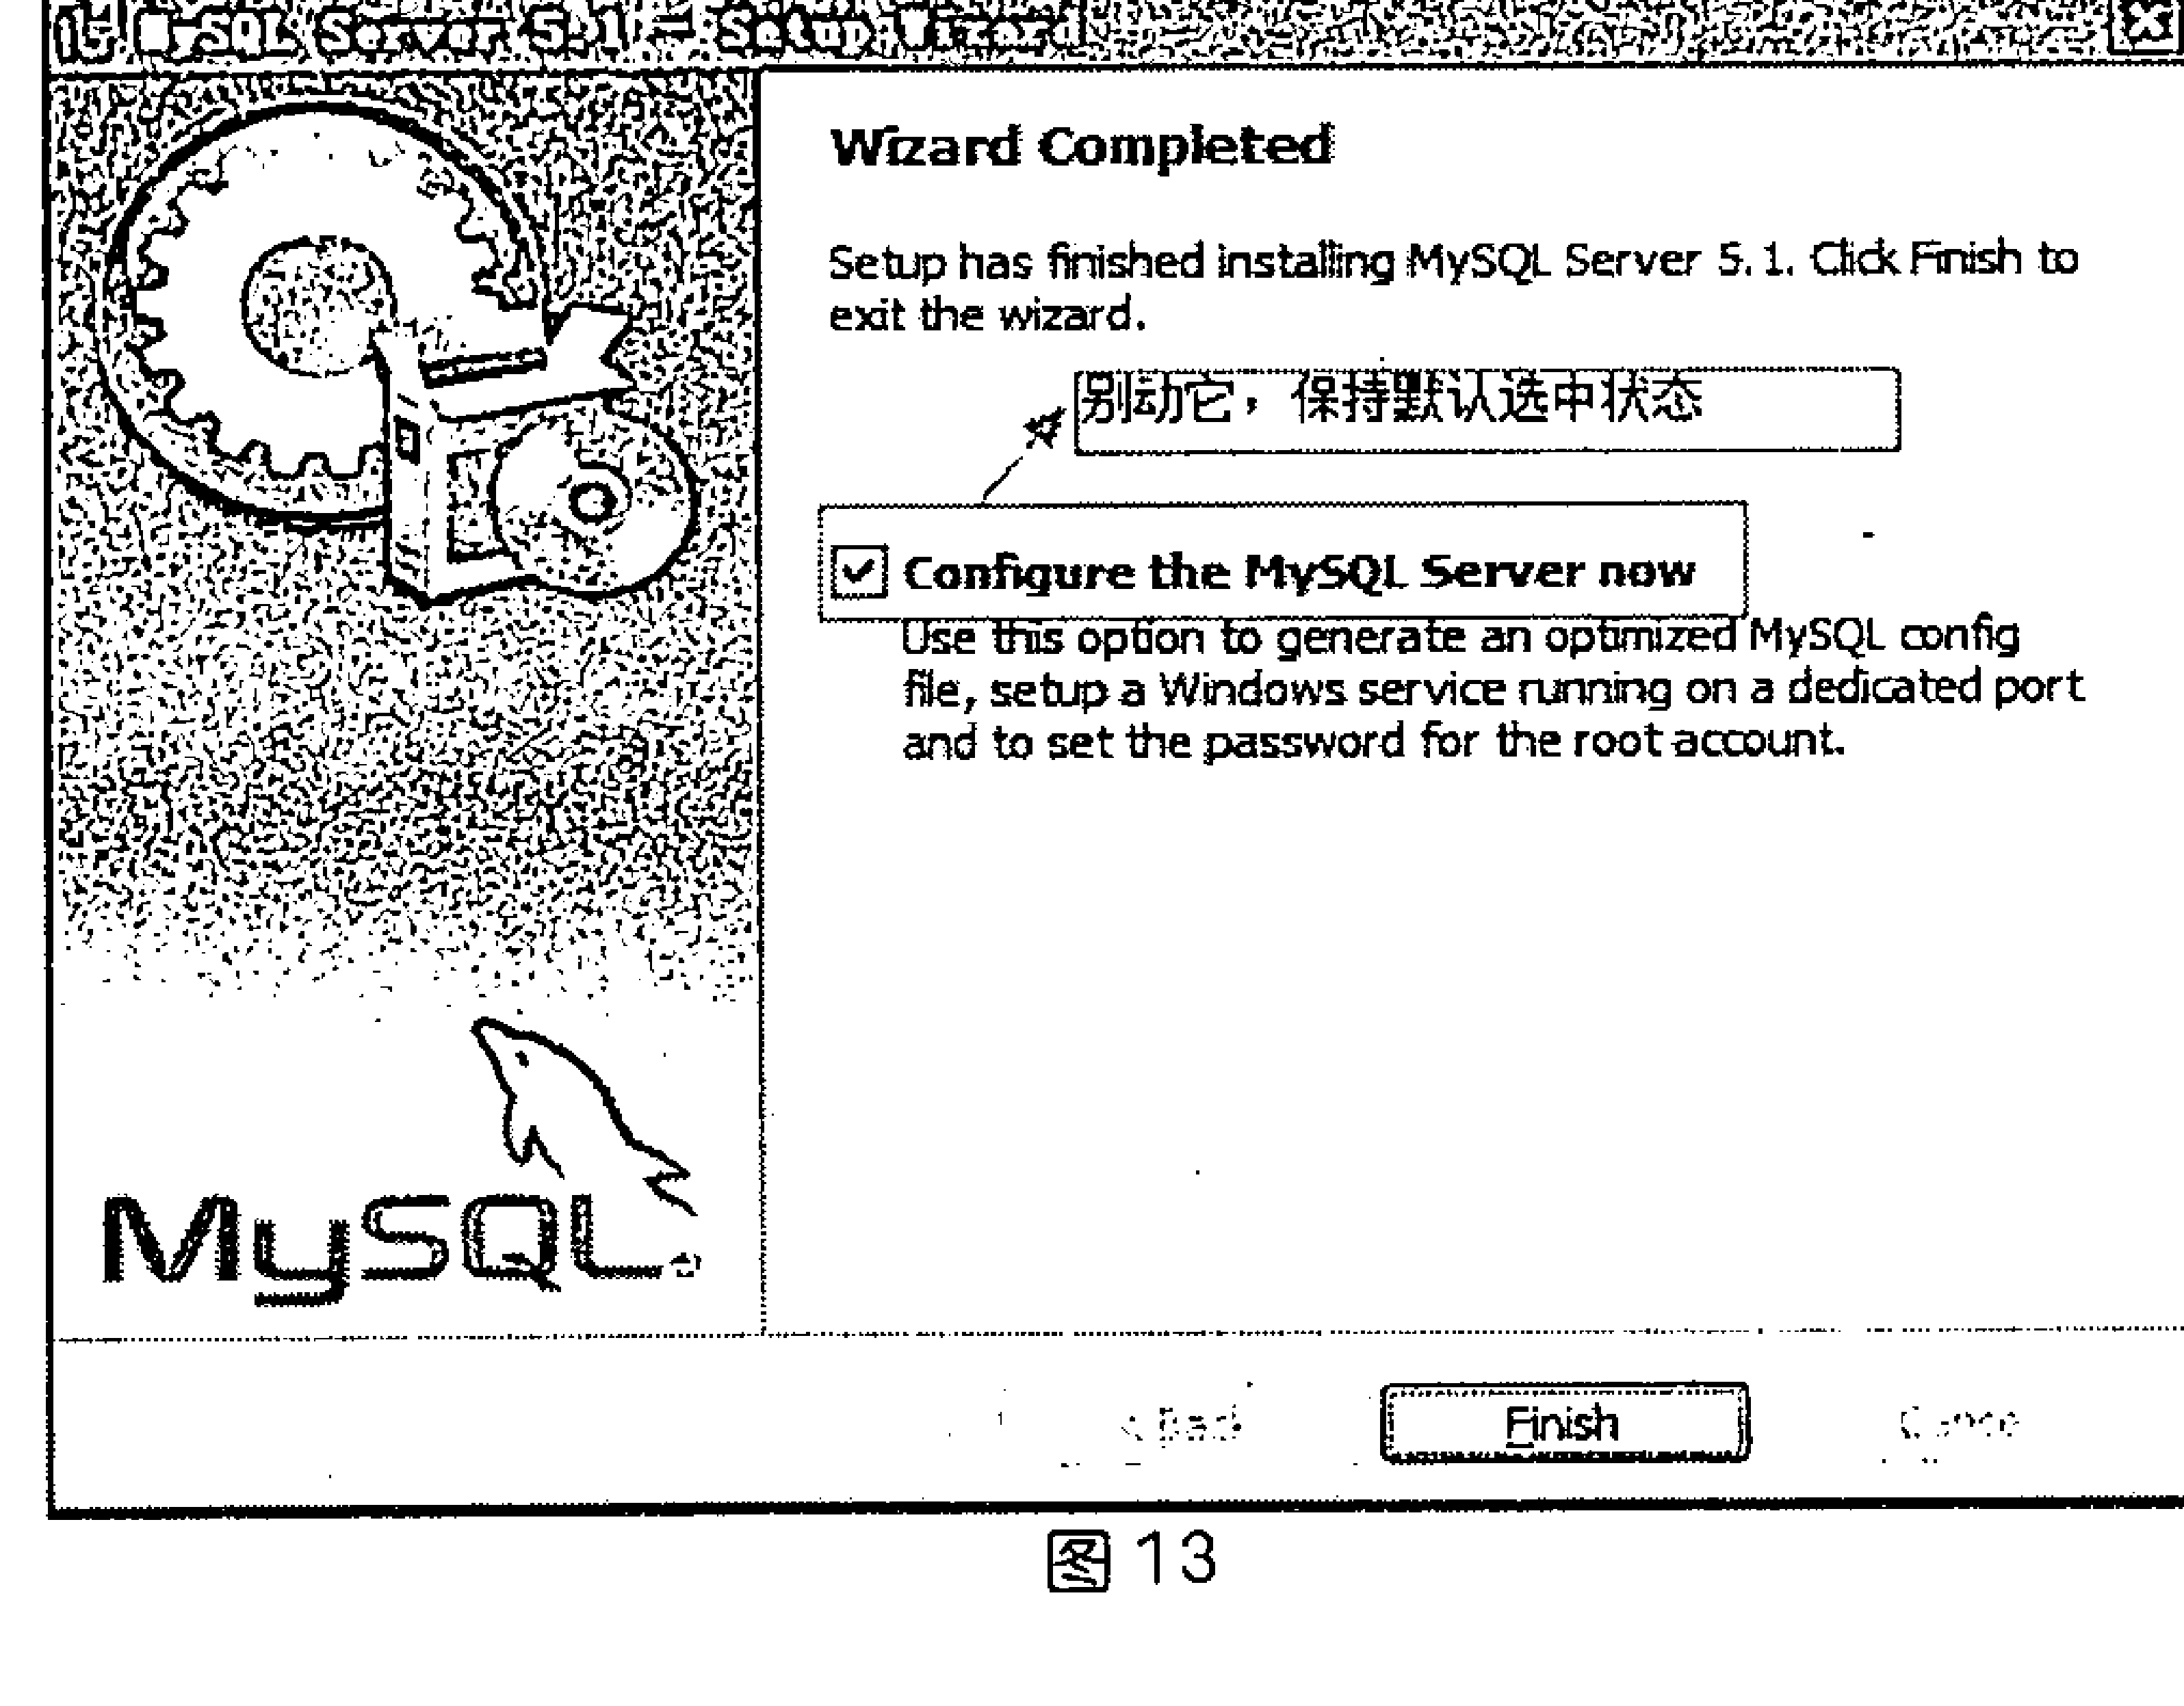 MySQL Server 5.1 - Setup Wizard
Wizard Completed
Setup has finished installing MySQL Server 5.1. Click Finish to
exit the wizard.
别动它，保持默认选中状态
Configure the MySQL Server now
Use this option to generate an optimized MySQL config
file, setup a Windows service running on a dedicated port
and to set the password for the root account.
MySQL
< Back
Finish
Cancel
图 13